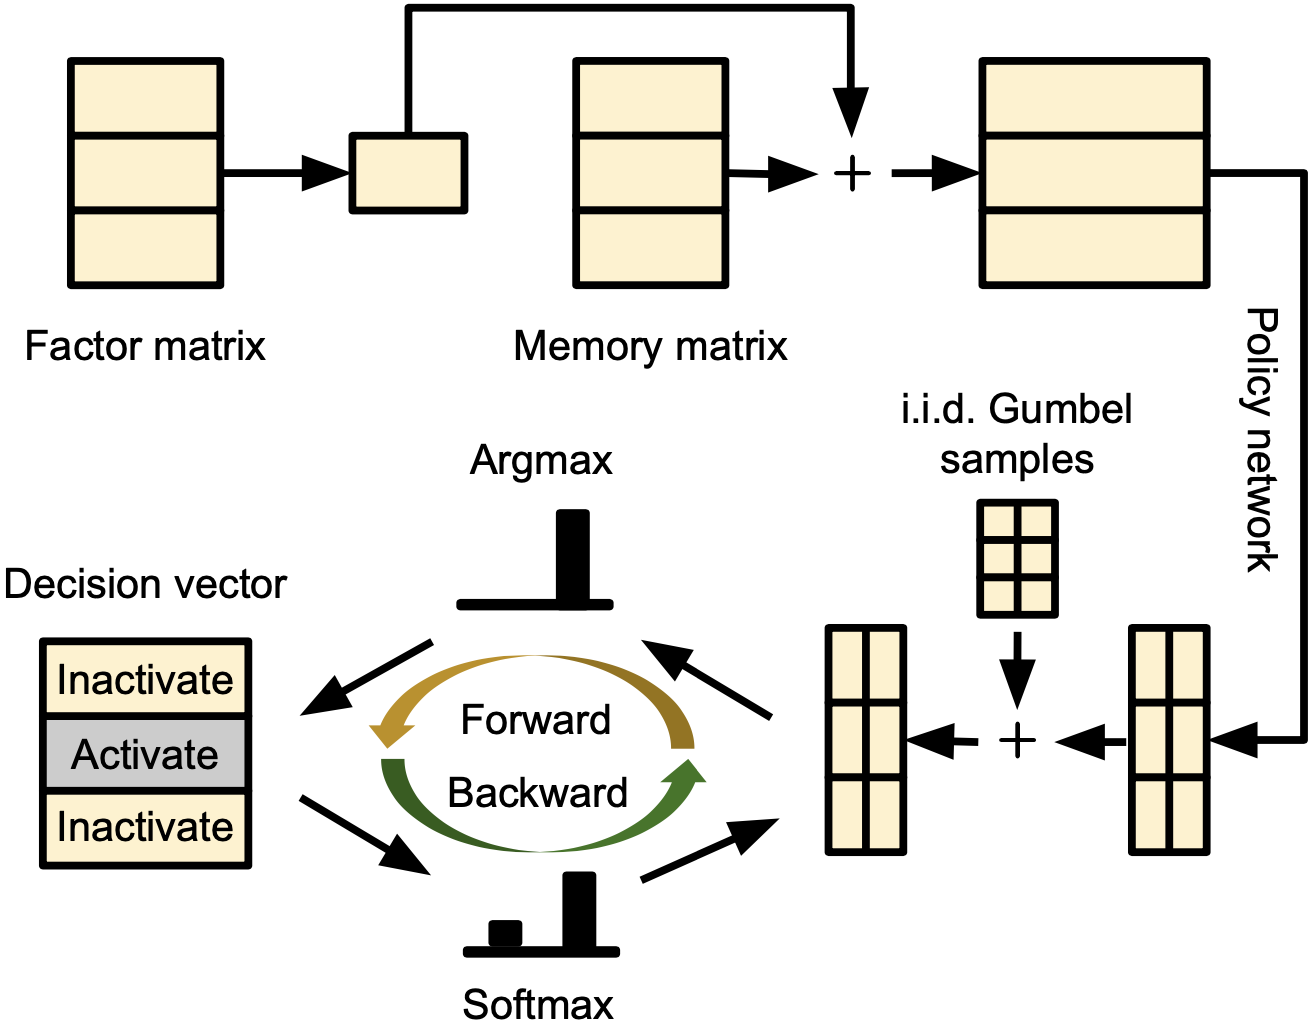 Factor matrix
Memory matrix
Policy network
i.i.d. Gumbel
samples
Argmax
Decision vector
Inactivate
Activate
Inactivate
Forward
Backward
Softmax